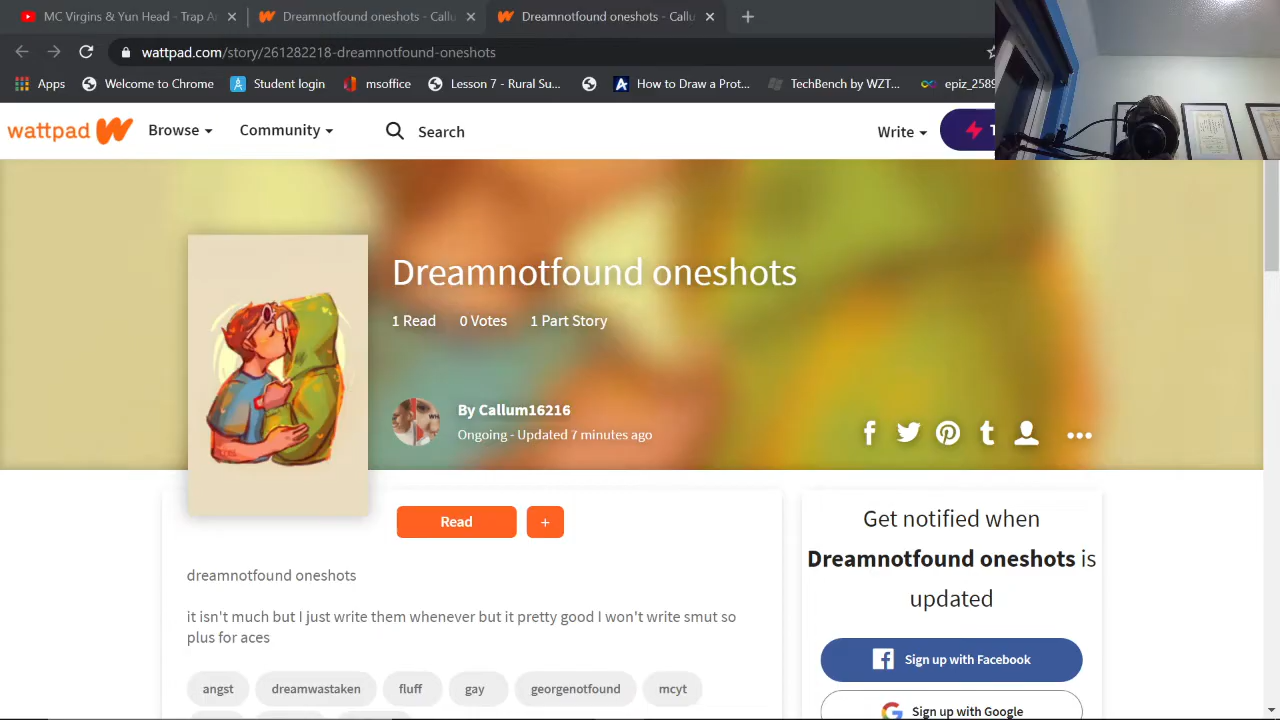 MC Virgins & Yun Head - Trap A
Dreamnotfound oneshots - Callu
Dreamnotfound oneshots - Callu
wattpad.com/story/261282218-dreamnotfound-oneshots
Apps
Welcome to Chrome
Student login
msoffice
Lesson 7 - Rural Su...
How to Draw a Prot...
TechBench by WZT...
epiz_2589
wattpad
Browse
Community
Search
Write
Dreamnotfound oneshots
1 Read
0 Votes
1 Part Story
By Callum16216
Ongoing - Updated 7 minutes ago
Read
+
dreamnotfound oneshots
it isn't much but I just write them whenever but it pretty good I won't write smut so
plus for aces
angst
dreamwastaken
fluff
gay
georgenotfound
mcyt
Get notified when
Dreamnotfound oneshots is
updated
Sign up with Facebook
Sign up with Google